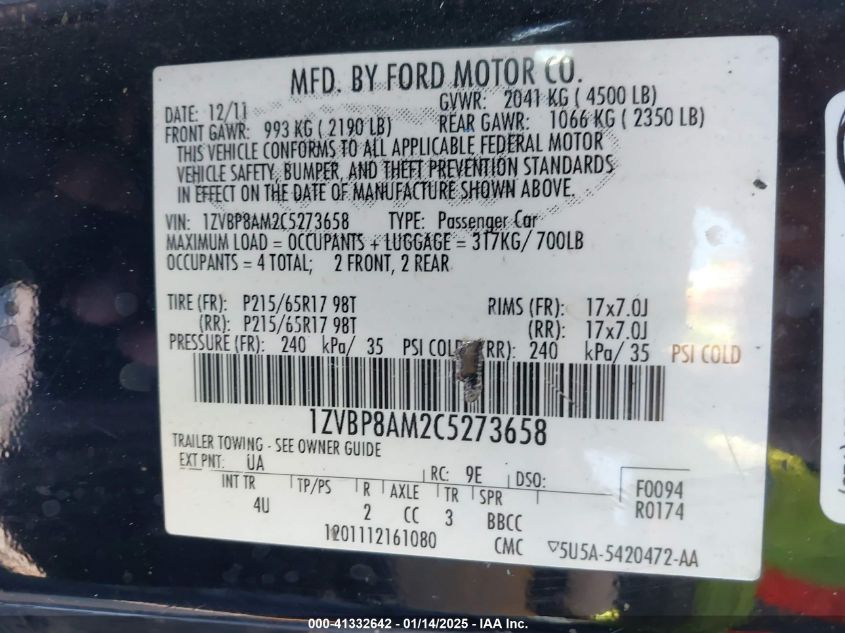 MFD. BY FORD MOTOR CO.
DATE: 12/11
GVWR: 2041 KG ( 4500 LB)
FRONT GAWR: 993 KG ( 2190 LB)
REAR GAWR: 1066 KG ( 2350 LB)
THIS VEHICLE CONFORMS TO ALL APPLICABLE FEDERAL MOTOR
VEHICLE SAFETY, BUMPER, AND THEFT PREVENTION STANDARDS
IN EFFECT ON THE DATE OF MANUFACTURE SHOWN ABOVE.
VIN: 1ZVBP8AM2C5273658 TYPE: Passenger Car
MAXIMUM LOAD = OCCUPANTS + LUGGAGE = 317KG/ 700LB
OCCUPANTS = 4 TOTAL; 2 FRONT, 2 REAR
TIRE (FR): P215/65R17 98T RIMS (FR): 17x7.0J
(RR): P215/65R17 98T (RR): 17x7.0J
PRESSURE (FR): 240 kPa/ 35 PSI COLD (RR): 240 kPa/ 35 PSI COLD
1ZVBP8AM2C5273658
TRAILER TOWING - SEE OWNER GUIDE
EXT PNT: UA RC: 9E DSO:
INT TR TP/PS R AXLE TR SPR F0094
4U 2 CC 3 BBCC R0174
1201112161080 CMC ▽5U5A-5420472-AA
000-41332642 - 01/14/2025 - © IAA Inc.